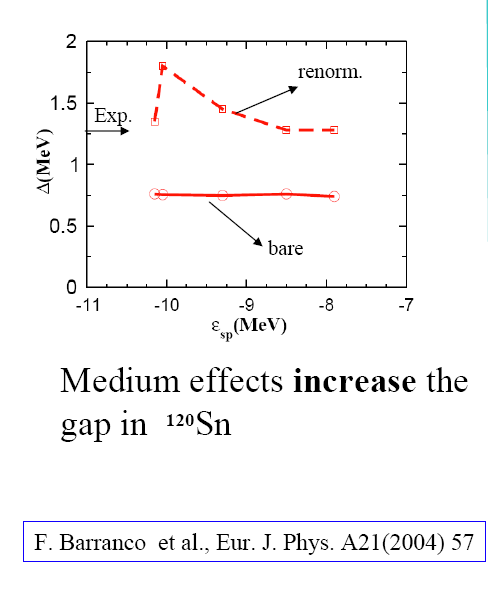 2
1.5
1
0.5
0
Δ(MeV)
Exp.
renorm.
bare
-11 -10 -9 -8 -7
εsp(MeV)
Medium effects increase the
gap in ¹²⁰Sn
F. Barranco et al., Eur. J. Phys. A21(2004) 57